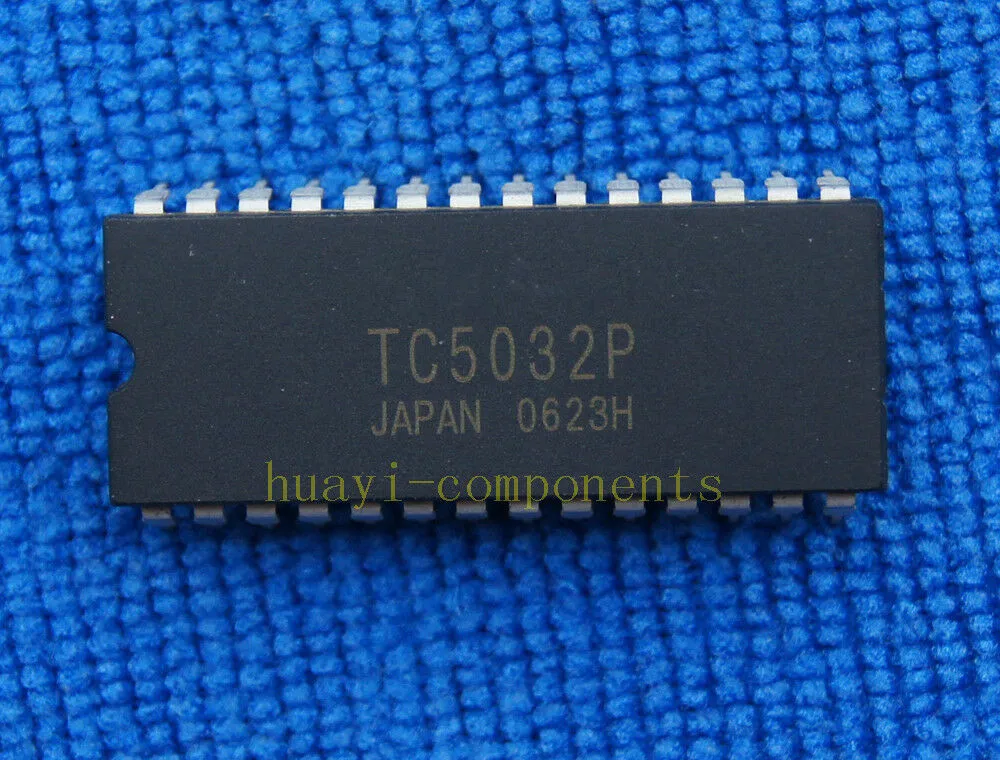 TC5032P
JAPAN 0623H
huayi-components